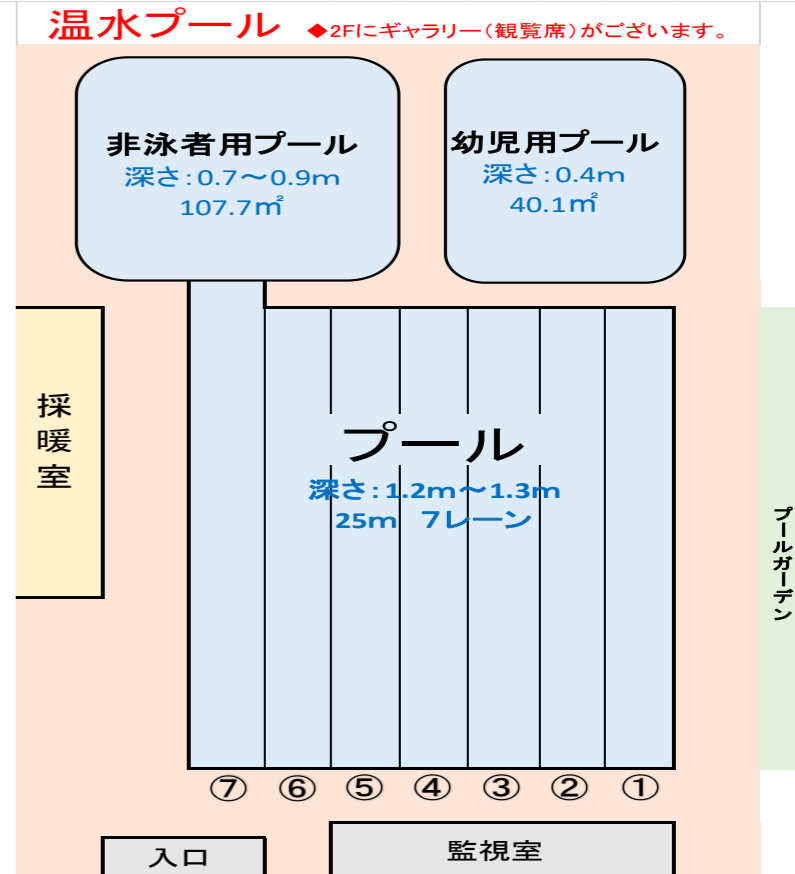 温水プール ◆2Fにギャラリー（観覧席）がございます。
非泳者用プール
深さ：0.7～0.9m
107.7㎡
幼児用プール
深さ：0.4m
40.1㎡
採暖室
プール
深さ：1.2m～1.3m
25m 7レーン
プールガーデン
⑦ ⑥ ⑤ ④ ③ ② ①
入口
監視室